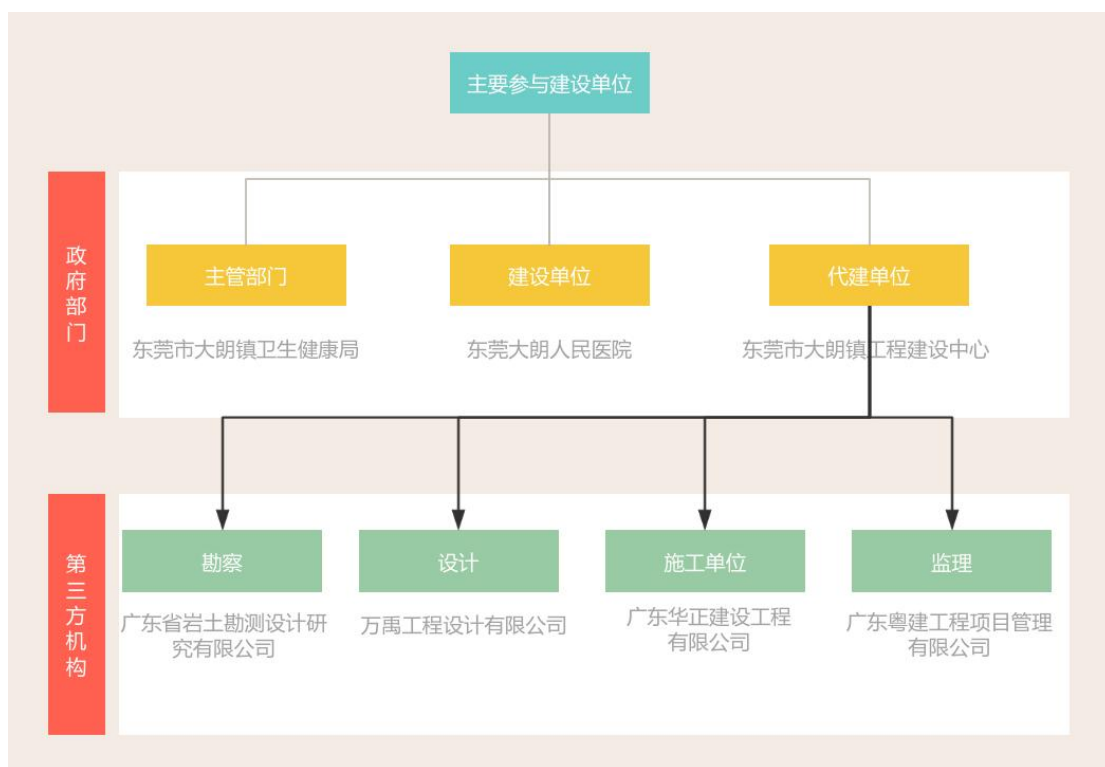 主要参与建设单位
政府部门
主管部门
建设单位
代建单位
东莞市大朗镇卫生健康局
东莞大朗人民医院
东莞市大朗镇工程建设中心
第三方机构
勘察
设计
施工单位
监理
广东省岩土勘测设计研
究有限公司
万禹工程设计有限公司
广东华正建设工程
有限公司
广东粤建工程项目管理
有限公司